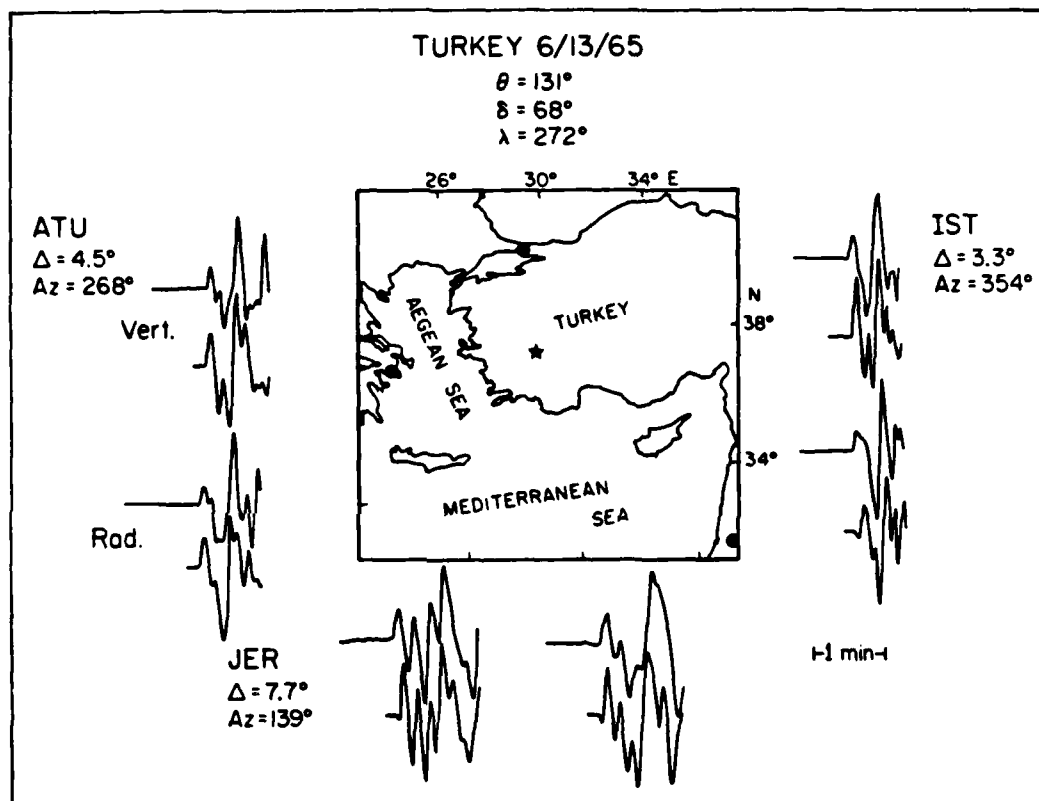 TURKEY 6/13/65
θ = 131°
δ = 68°
λ = 272°
26° 30° 34° E
ATU
Δ = 4.5°
Az = 268°
Vert.
IST
Δ = 3.3°
Az = 354°
N
38°
AEGEAN SEA
TURKEY
34°
MEDITERRANEAN
SEA
Rad.
JER
Δ = 7.7°
Az = 139°
1 min